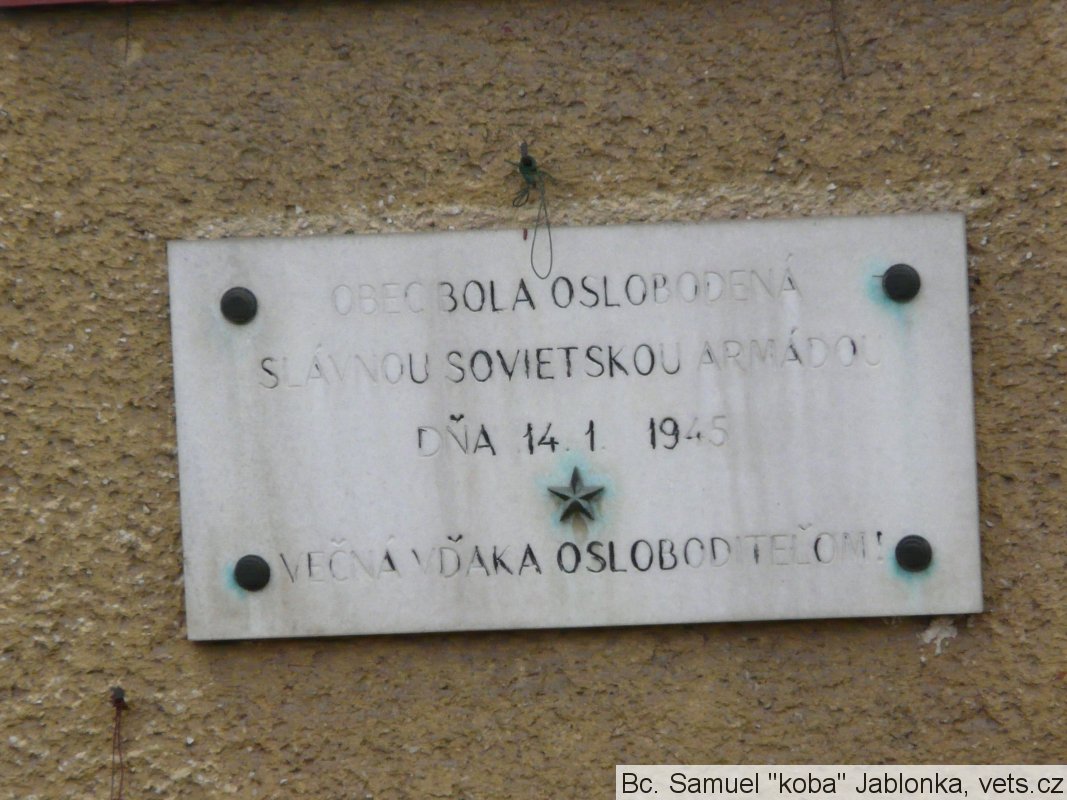 OBEC BOLA OSLOBODENÁ
SLÁVNOU SOVIETSKOU ARMÁDOU
DŇA 14. 1. 1945
VEČNÁ VĎAKA OSLOBODITEĽOM!
Bc. Samuel "koba" Jablonka, vets.cz